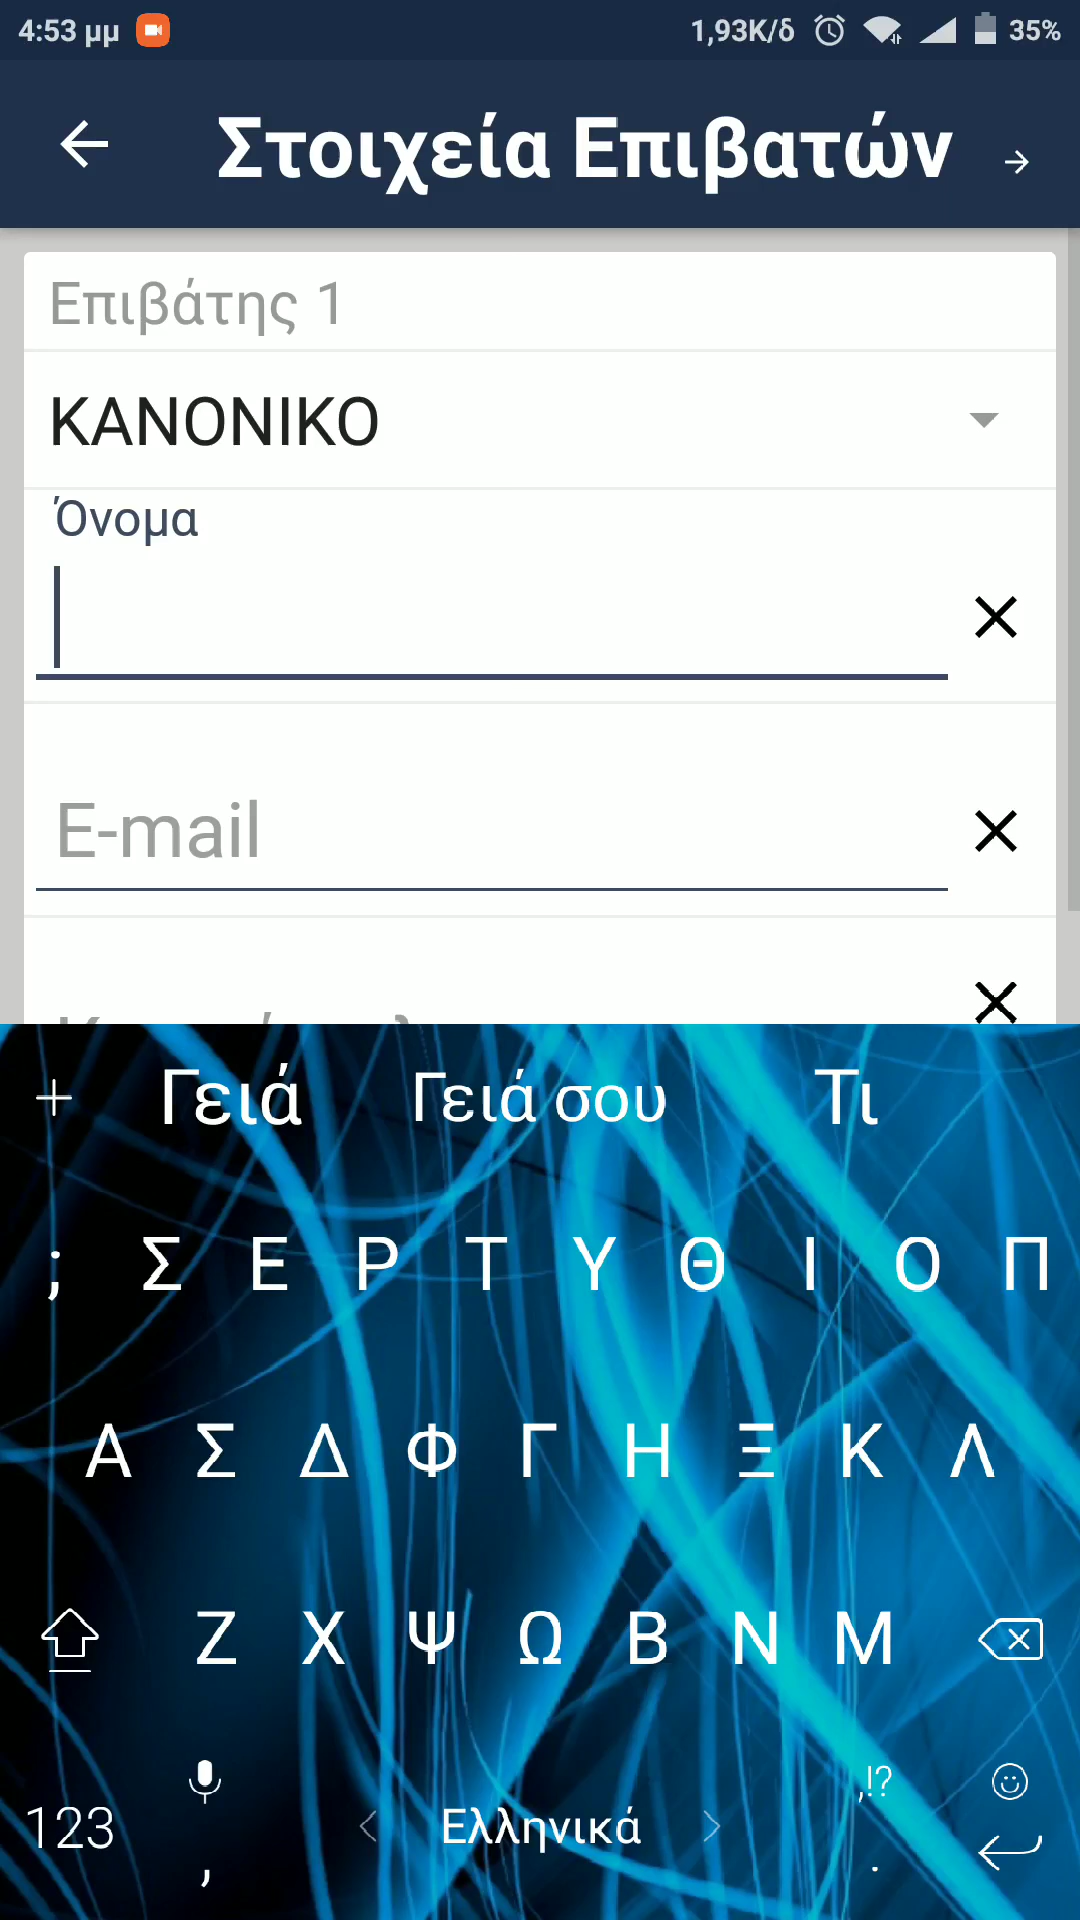 4:53 μμ 1,93K/δ 35%
Στοιχεία Επιβατών
Επιβάτης 1
ΚΑΝΟΝΙΚΟ
Όνομα
E-mail
Γειά Γειά σου Τι
; Σ Ε Ρ Τ Υ Θ Ι Ο Π
Α Σ Δ Φ Γ Η Ξ Κ Λ
Ζ Χ Ψ Ω Β Ν Μ
,!?
123 , Ελληνικά .